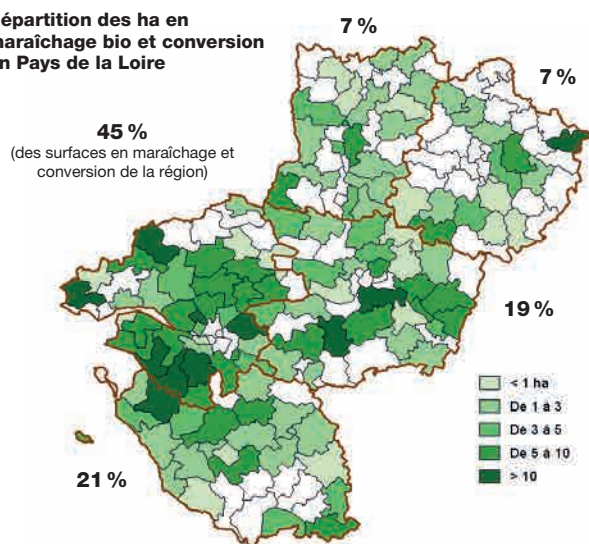 épartition des ha en
maraîchage bio et conversion
n Pays de la Loire
7 %
7 %
45 %
(des surfaces en maraîchage et
conversion de la région)
19 %
21 %
< 1 ha
De 1 à 3
De 3 à 5
De 5 à 10
> 10